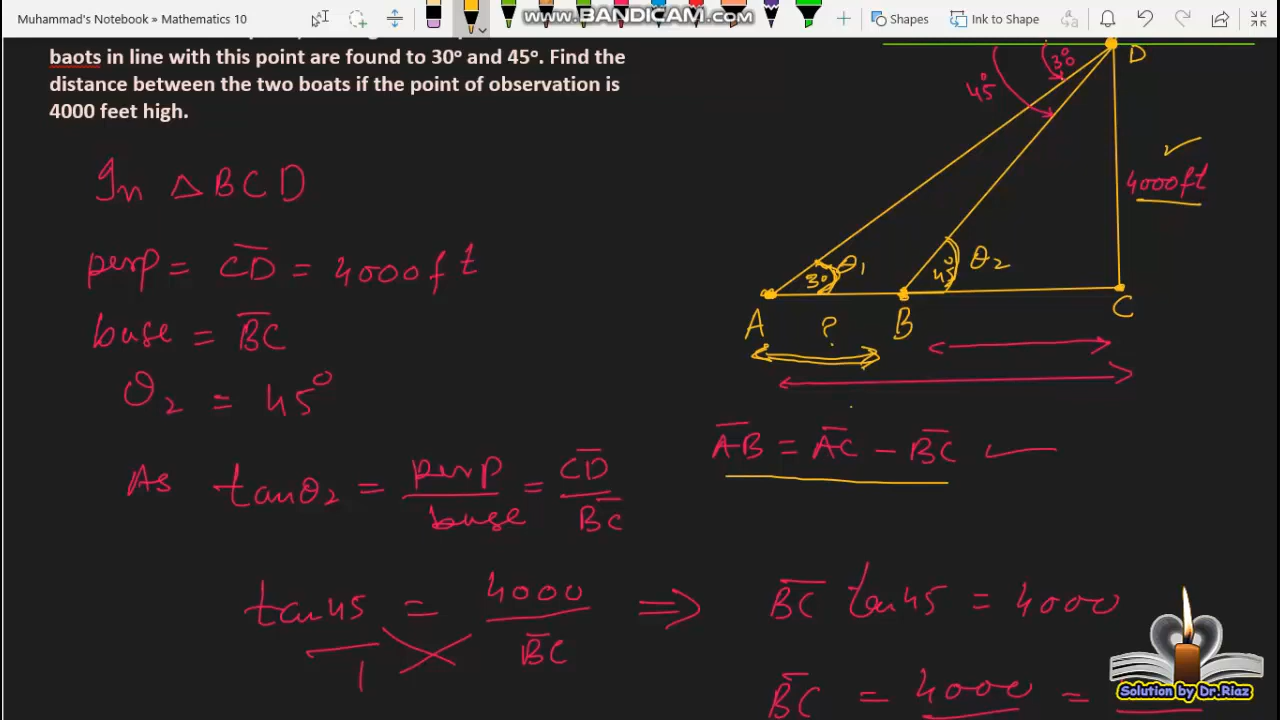 Muhammad's Notebook » Mathematics 10
www.BANDICAM.com
Shapes
Ink to Shape
baots in line with this point are found to 30° and 45°. Find the
distance between the two boats if the point of observation is
4000 feet high.
In △BCD
perp = CD = 4000ft
base = BC
θ2 = 45°
As tanθ2 = perp/base = CD/BC
tan45/1 = 4000/BC ⇒ BC tan45 = 4000
BC = 4000 =
D
30°
45°
4000ft
30° θ1
45° θ2
A ? B C
AB = AC - BC
Solution by Dr.Riaz